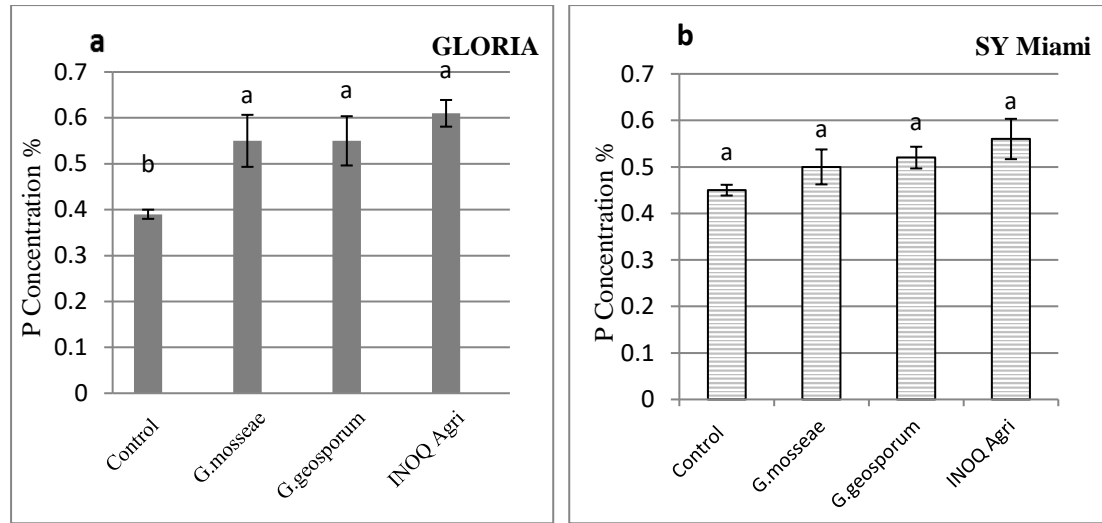 a
GLORIA
P Concentration %
0.7
0.6
0.5
0.4
0.3
0.2
0.1
0
b
a
a
a
Control
G.mosseae
G.geosporum
INOQ Agri
b
SY Miami
P Concentration %
0.7
0.6
0.5
0.4
0.3
0.2
0.1
0
a
a
a
a
Control
G.mosseae
G.geosporum
INOQ Agri